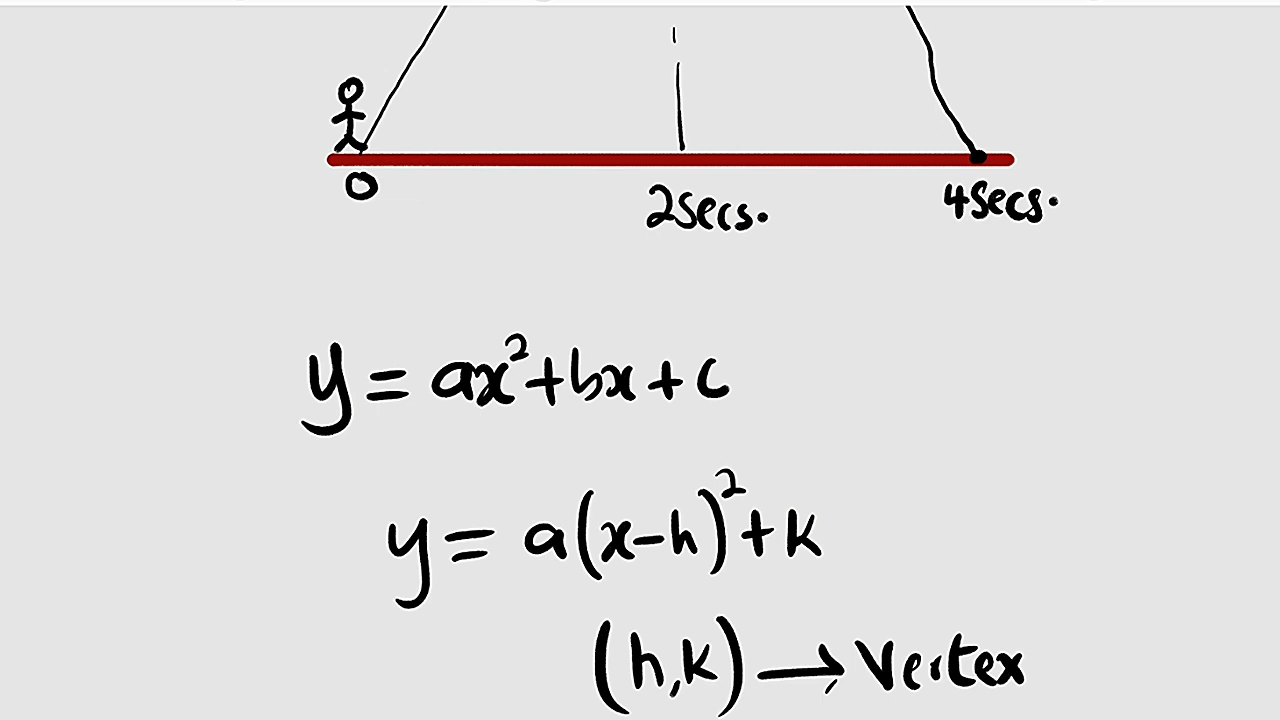 0 2secs. 4secs.
y = ax²+bx+c
y = a(x-h)²+k
(h,k) → Vertex